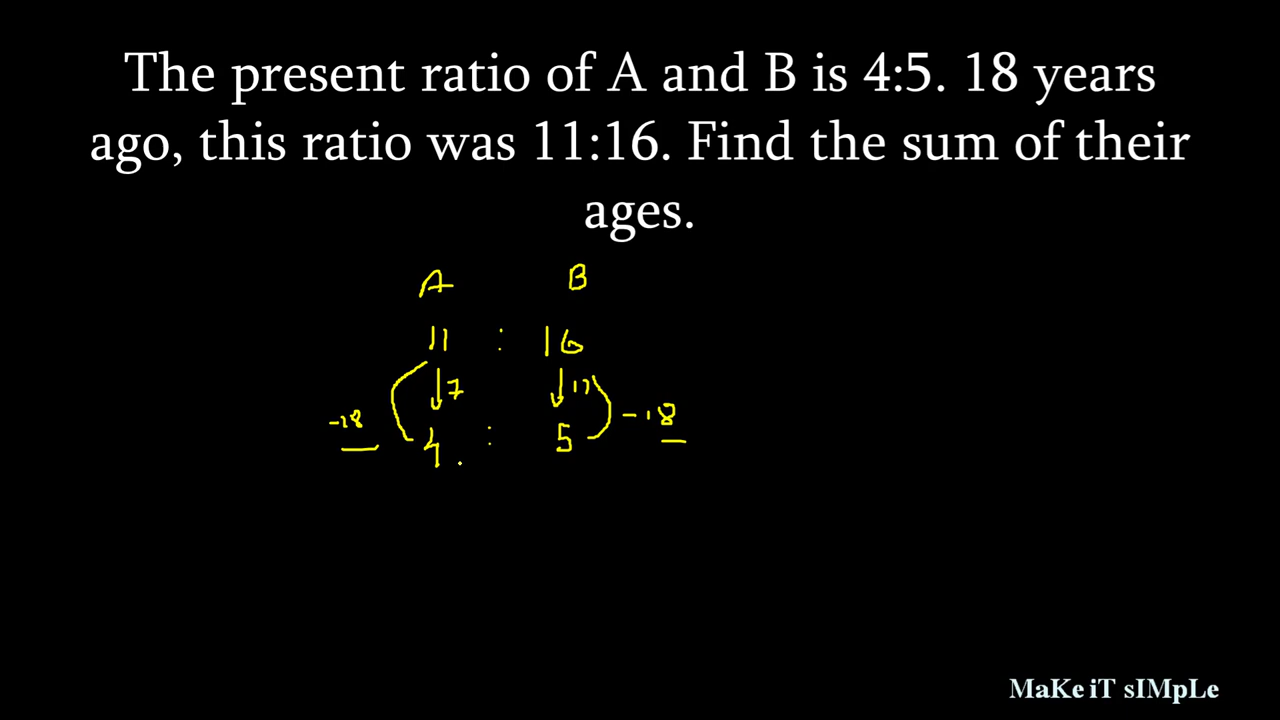 The present ratio of A and B is 4:5. 18 years
ago, this ratio was 11:16. Find the sum of their
ages.
A B
11 : 16
7 11
-18 -18
4 : 5
MaKe iT sIMpLe